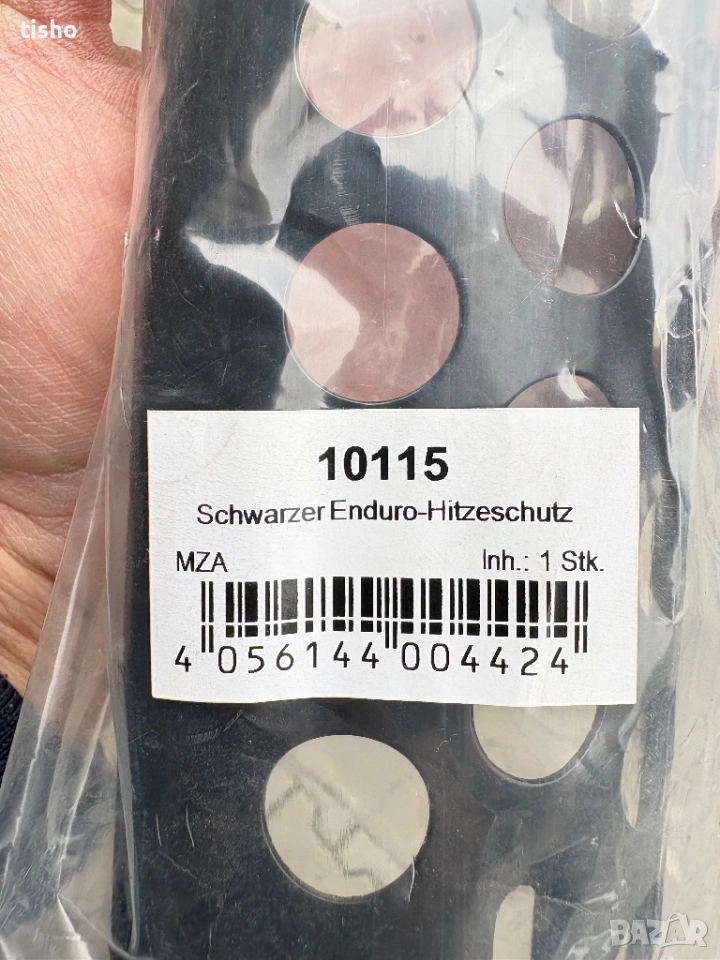 tisho
10115
Schwarzer Enduro-Hitzeschutz
MZA Inh.: 1 Stk.
4 056144 004424
BAZAR